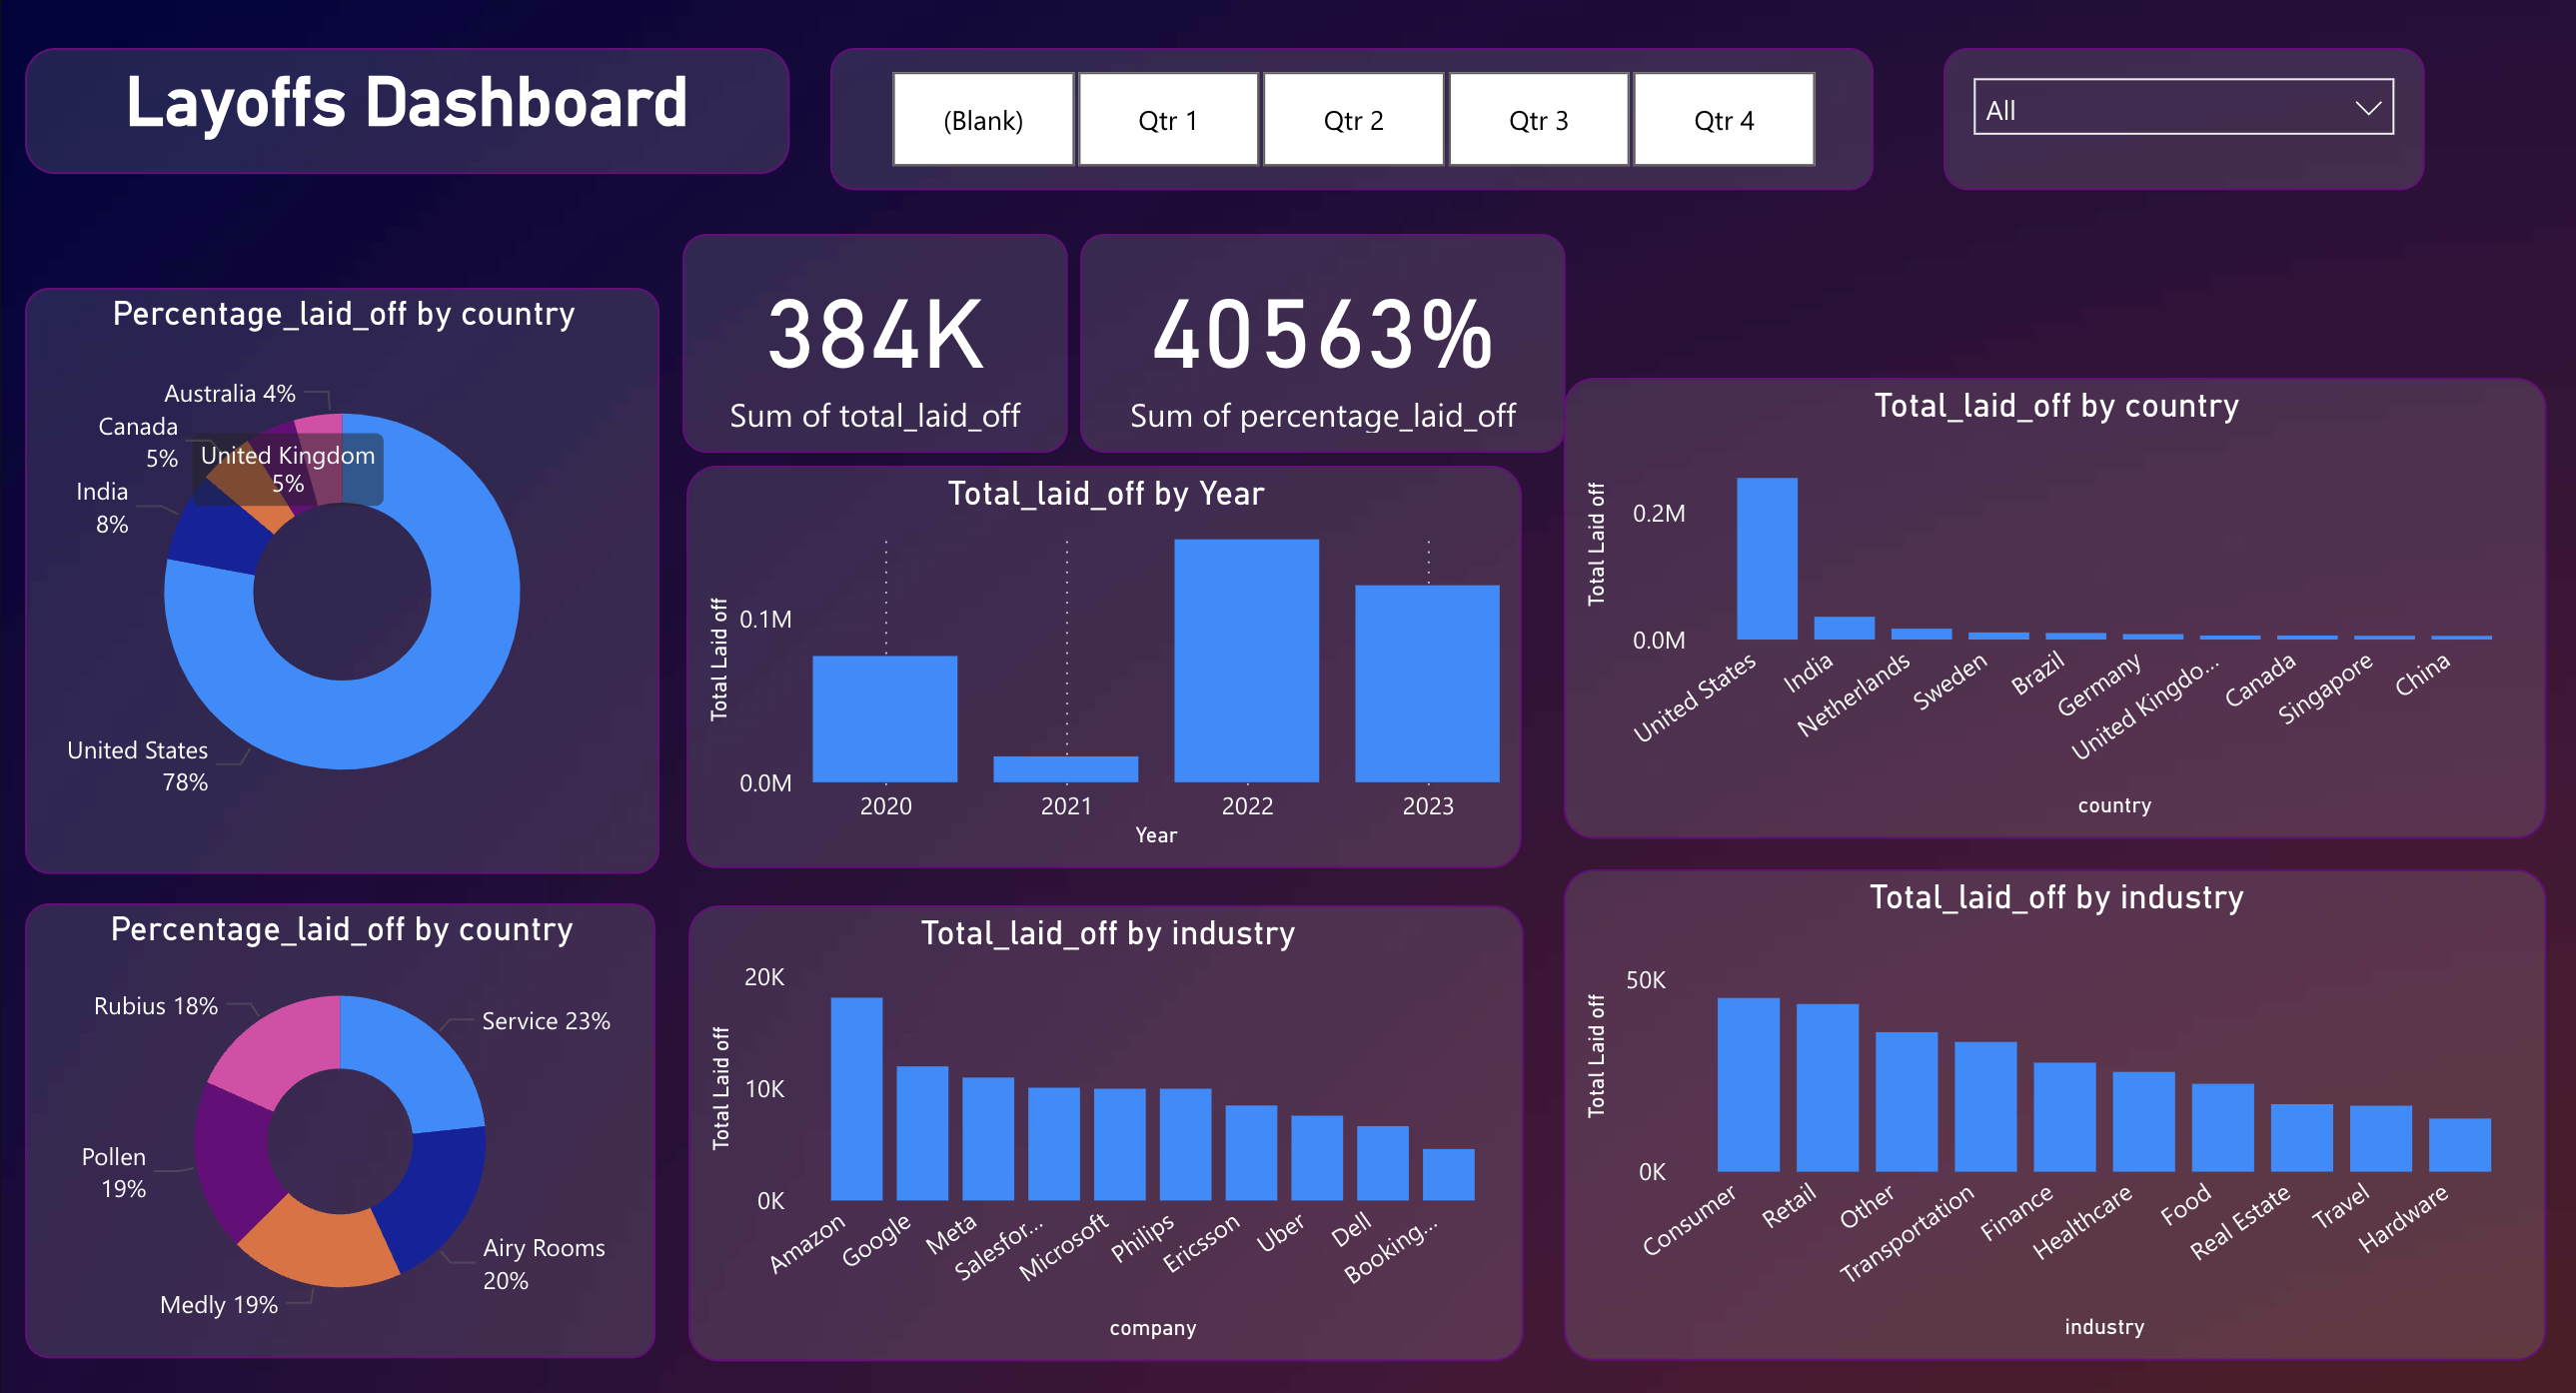 Layoffs Dashboard
(Blank)
Qtr 1
Qtr 2
Qtr 3
Qtr 4
All
384K
Sum of total_laid_off
40563%
Sum of percentage_laid_off
Percentage_laid_off by country
Australia 4%
Canada
5%
United Kingdom
5%
India
8%
United States
78%
Total_laid_off by Year
Total Laid off
0.1M
0.0M
2020
2021
2022
2023
Year
Total_laid_off by country
Total Laid off
0.2M
0.0M
United States
India
Netherlands
Sweden
Brazil
Germany
United Kingdo...
Canada
Singapore
China
country
Percentage_laid_off by country
Rubius 18%
Service 23%
Pollen
19%
Airy Rooms
20%
Medly 19%
Total_laid_off by industry
Total Laid off
20K
10K
0K
Amazon
Google
Meta
Salesfor...
Microsoft
Philips
Ericsson
Uber
Dell
Booking...
company
Total_laid_off by industry
Total Laid off
50K
0K
Consumer
Retail
Other
Transportation
Finance
Healthcare
Food
Real Estate
Travel
Hardware
industry